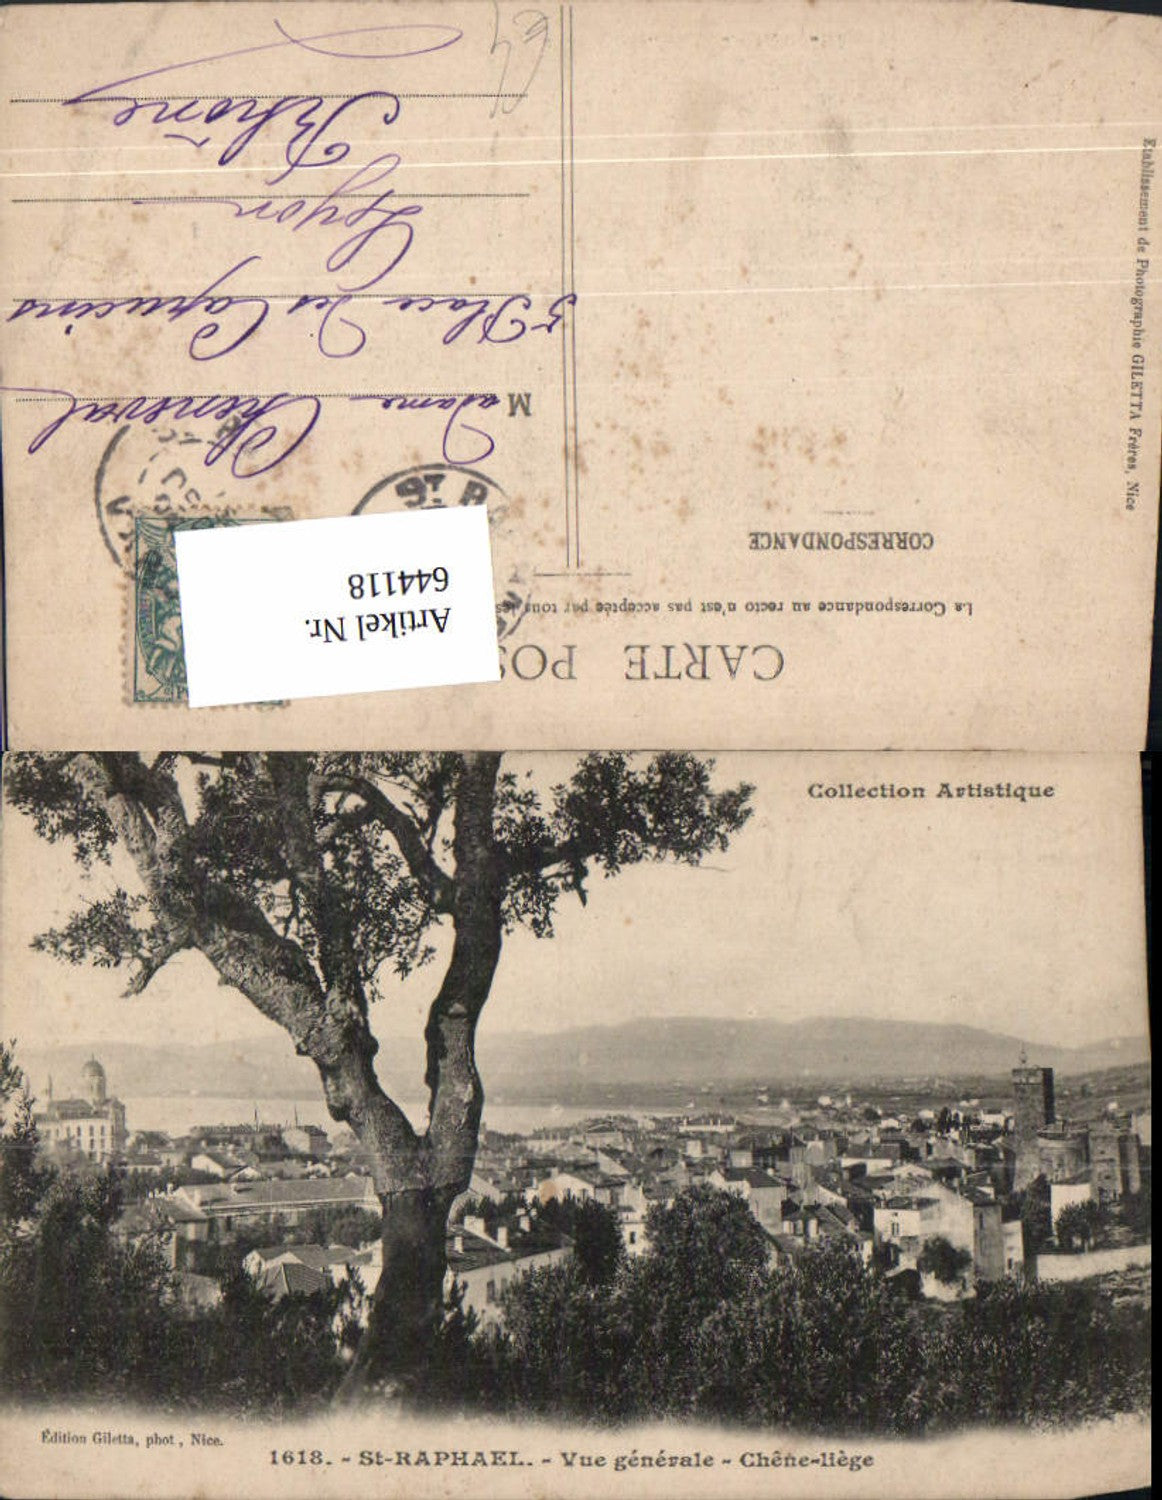 CARTE POS
La Correspondance au recto n'est pas acceptée par tous les
CORRESPONDANCE
Madame Cheneval
5 Place des Capucins
Lyon
Rhône
Artikel Nr.
644118
ST R
Etablissement de Photographie GILETTA Frères, Nice
Collection Artistique
Édition Giletta, phot, Nice.
1618. - St-RAPHAEL. - Vue générale - Chêne-liège